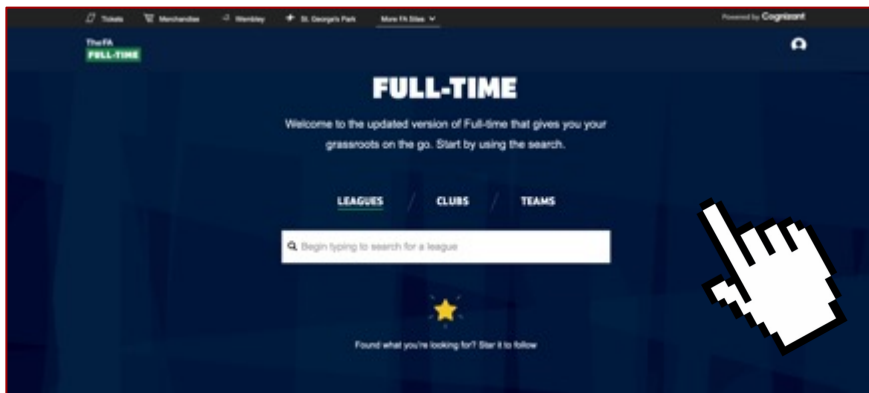 Tickets Merchandise Wembley St. George's Park More FA Sites Powered by Cognizant
The FA
FULL-TIME
FULL-TIME
Welcome to the updated version of Full-time that gives you your
grassroots on the go. Start by using the search.
LEAGUES / CLUBS / TEAMS
Begin typing to search for a league
Found what you're looking for? Star it to follow